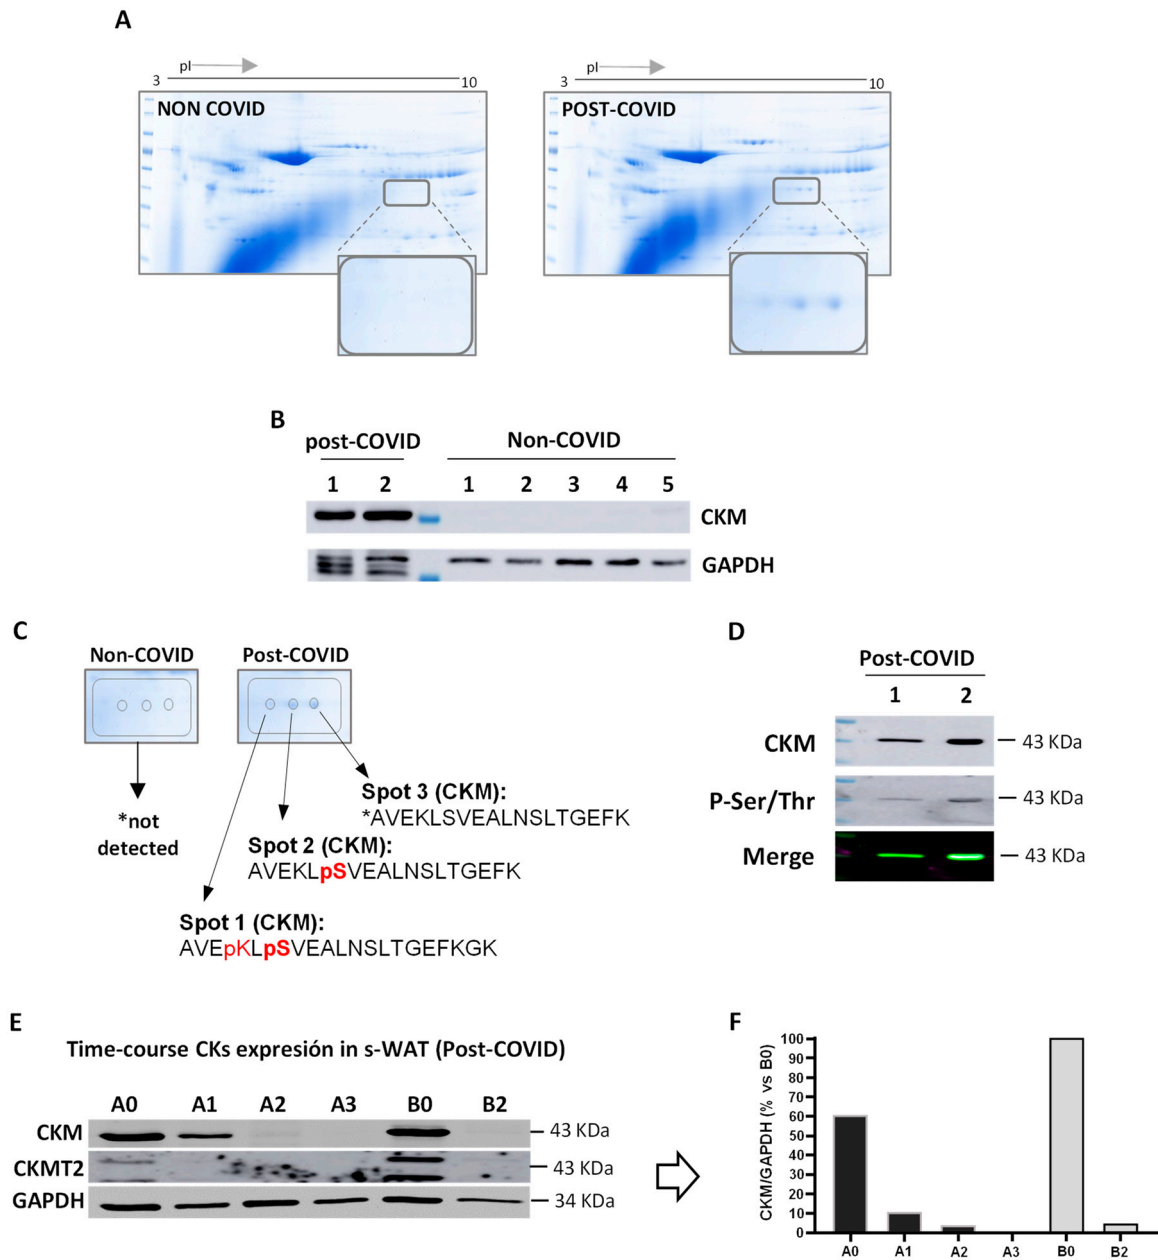 A
pI
3
10
NON COVID
pI
3
10
POST-COVID
B
post-COVID
Non-COVID
1 2 1 2 3 4 5
CKM
GAPDH
C
Non-COVID
Post-COVID
*not
detected
Spot 3 (CKM):
*AVEKLSVEALNSLTGEFK
Spot 2 (CKM):
AVEKLpSVEALNSLTGEFK
Spot 1 (CKM):
AVEpKLpSVEALNSLTGEFKGK
D
Post-COVID
1 2
CKM 43 KDa
P-Ser/Thr 43 KDa
Merge 43 KDa
E
Time-course CKs expresión in s-WAT (Post-COVID)
A0 A1 A2 A3 B0 B2
CKM 43 KDa
CKMT2 43 KDa
GAPDH 34 KDa
F
CKM/GAPDH (% vs B0)
100
90
80
70
60
50
40
30
20
10
0
A0 A1 A2 A3 B0 B2